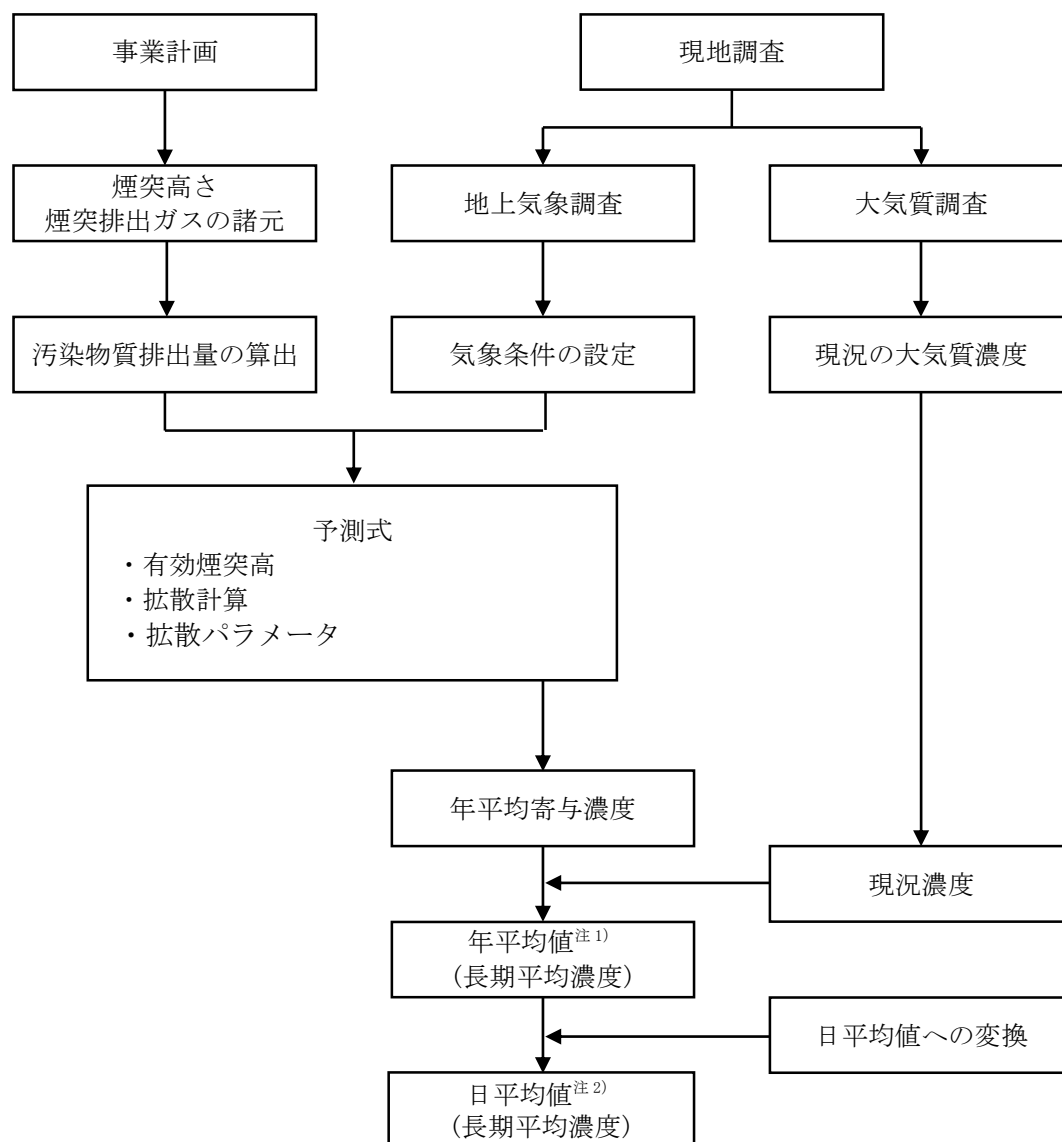 事業計画
現地調査
煙突高さ
煙突排出ガスの諸元
地上気象調査
大気質調査
汚染物質排出量の算出
気象条件の設定
現況の大気質濃度
予測式
・有効煙突高
・拡散計算
・拡散パラメータ
年平均寄与濃度
現況濃度
年平均値注1)
(長期平均濃度)
日平均値への変換
日平均値注2)
(長期平均濃度)